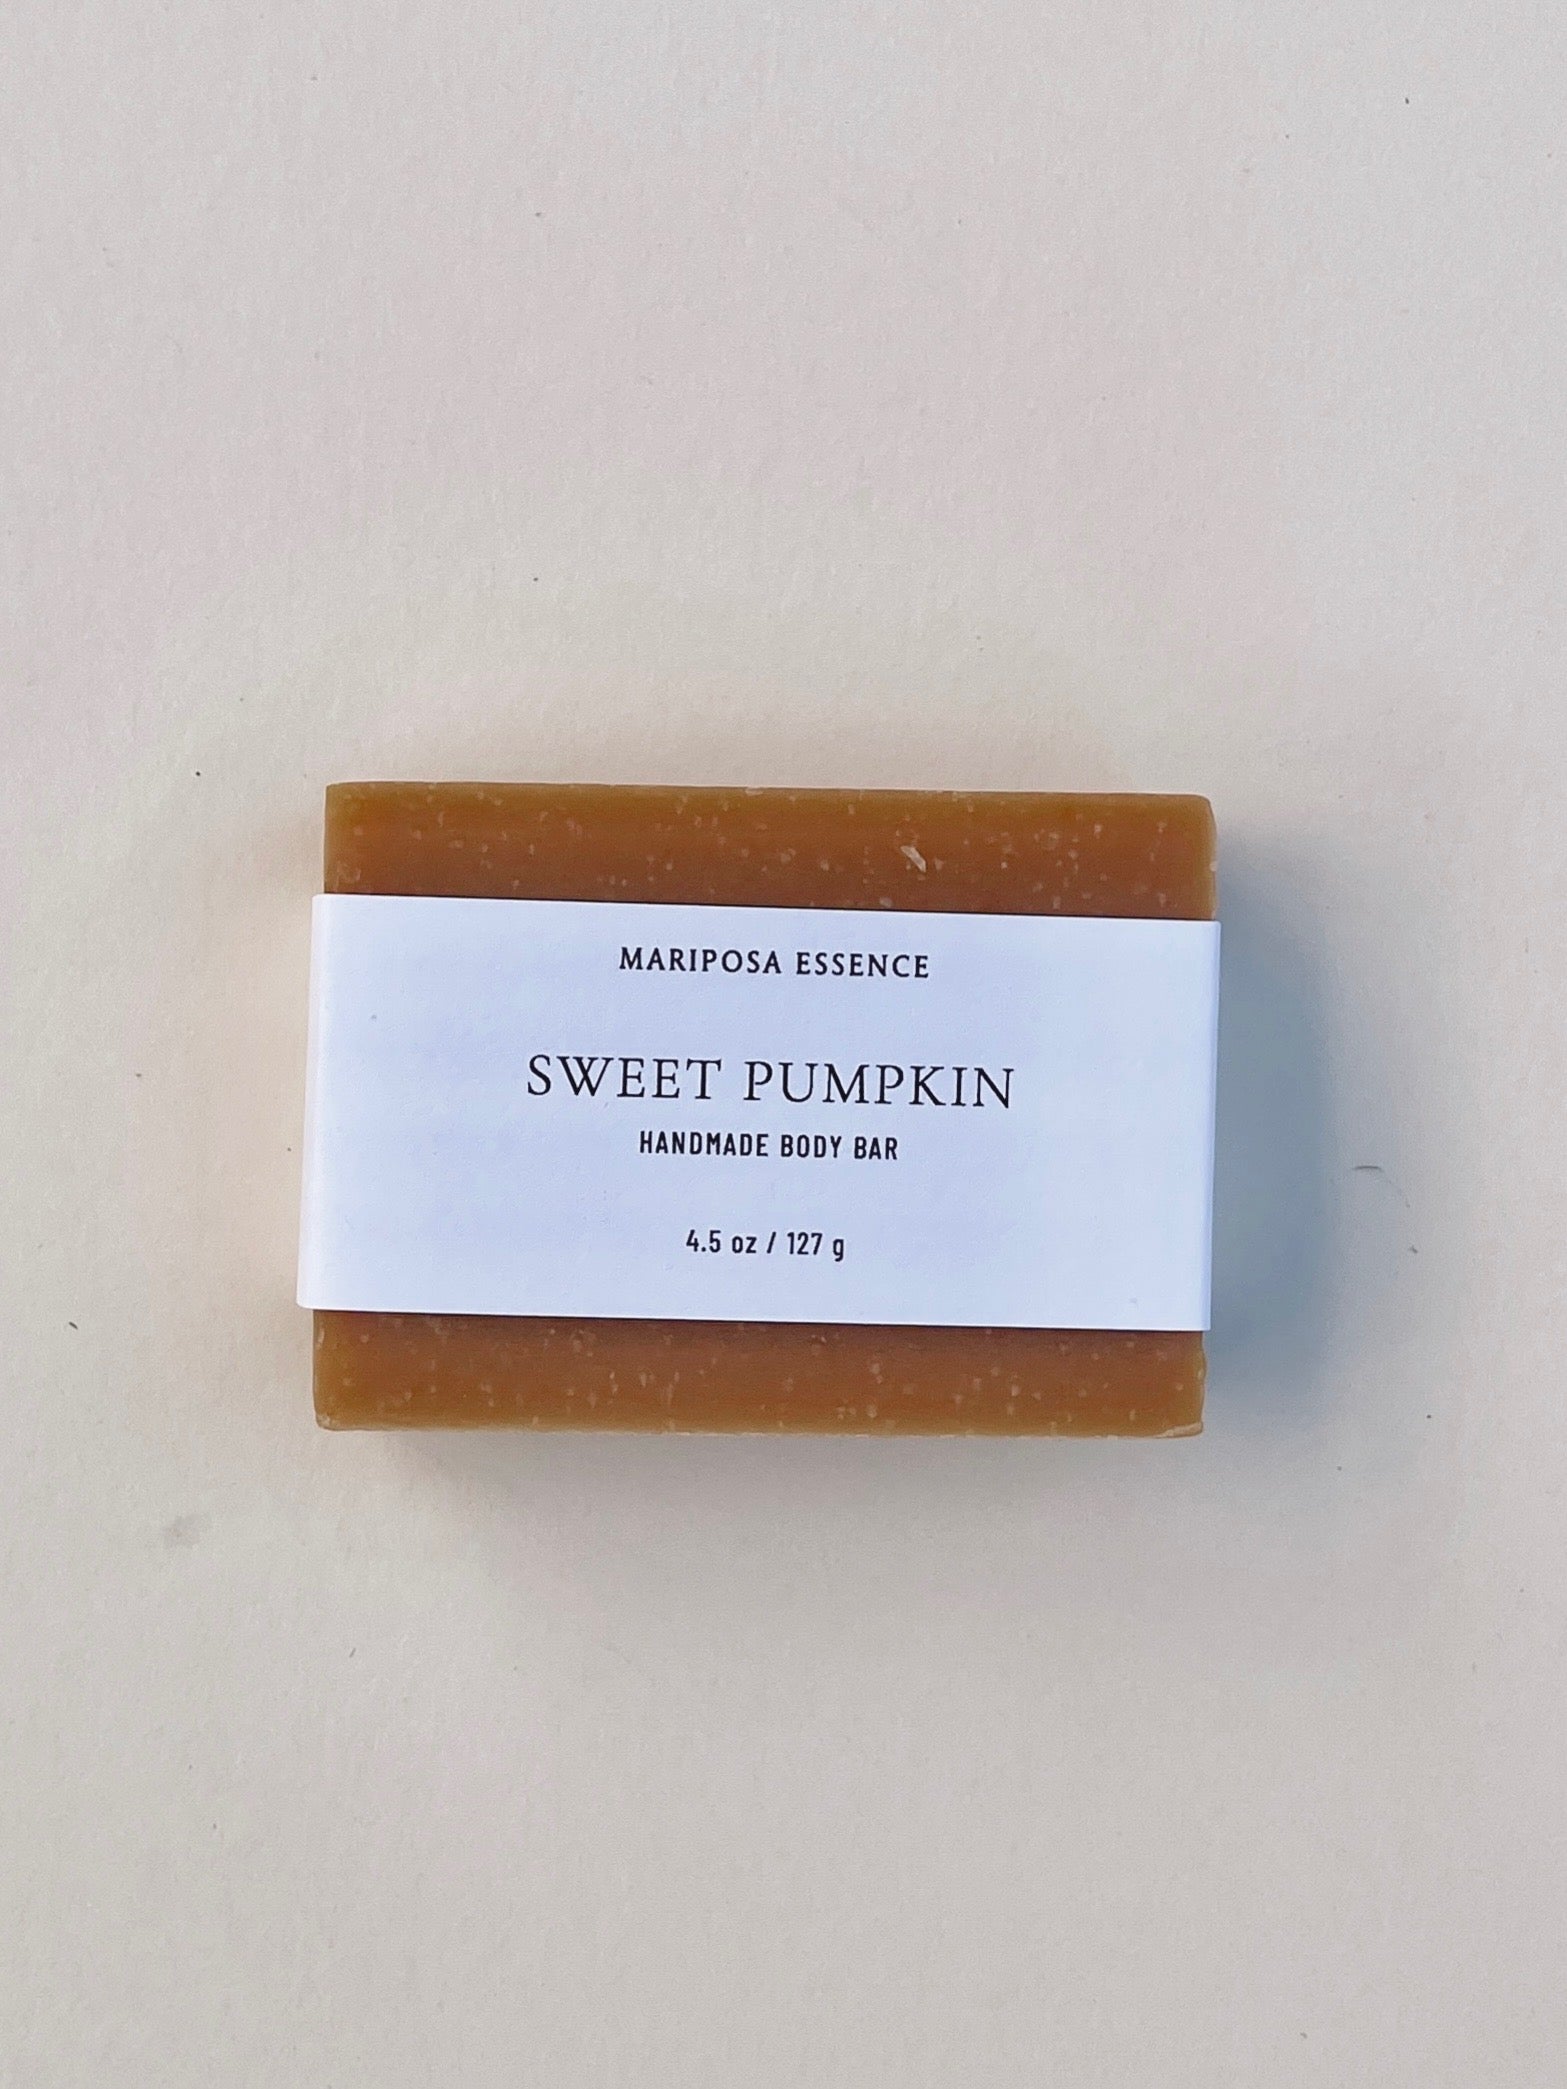 MARIPOSA ESSENCE
SWEET PUMPKIN
HANDMADE BODY BAR
4.5 oz / 127 g